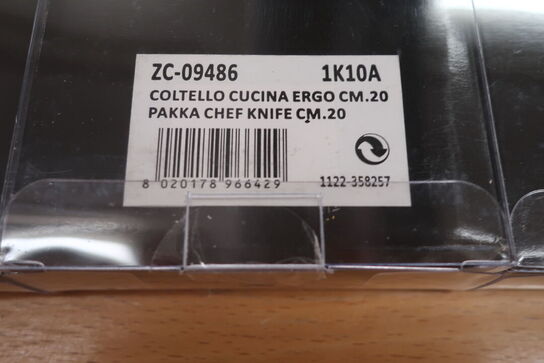 ZC-09486 1K10A
COLTELLO CUCINA ERGO CM.20
PAKKA CHEF KNIFE CM.20
8 020178 966429 1122-358257